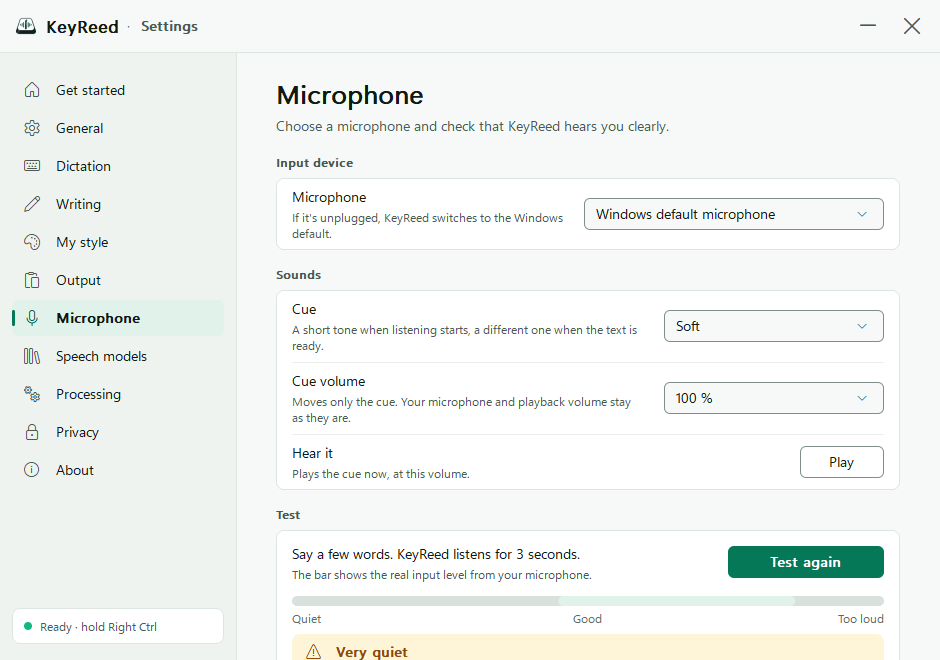 KeyReed · Settings
Get started
General
Dictation
Writing
My style
Output
Microphone
Speech models
Processing
Privacy
About
Ready · hold Right Ctrl
Microphone
Choose a microphone and check that KeyReed hears you clearly.
Input device
Microphone
If it's unplugged, KeyReed switches to the Windows
default.
Windows default microphone
Sounds
Cue
A short tone when listening starts, a different one when the text is
ready.
Soft
Cue volume
Moves only the cue. Your microphone and playback volume stay
as they are.
100 %
Hear it
Plays the cue now, at this volume.
Play
Test
Say a few words. KeyReed listens for 3 seconds.
The bar shows the real input level from your microphone.
Test again
Quiet Good Too loud
Very quiet